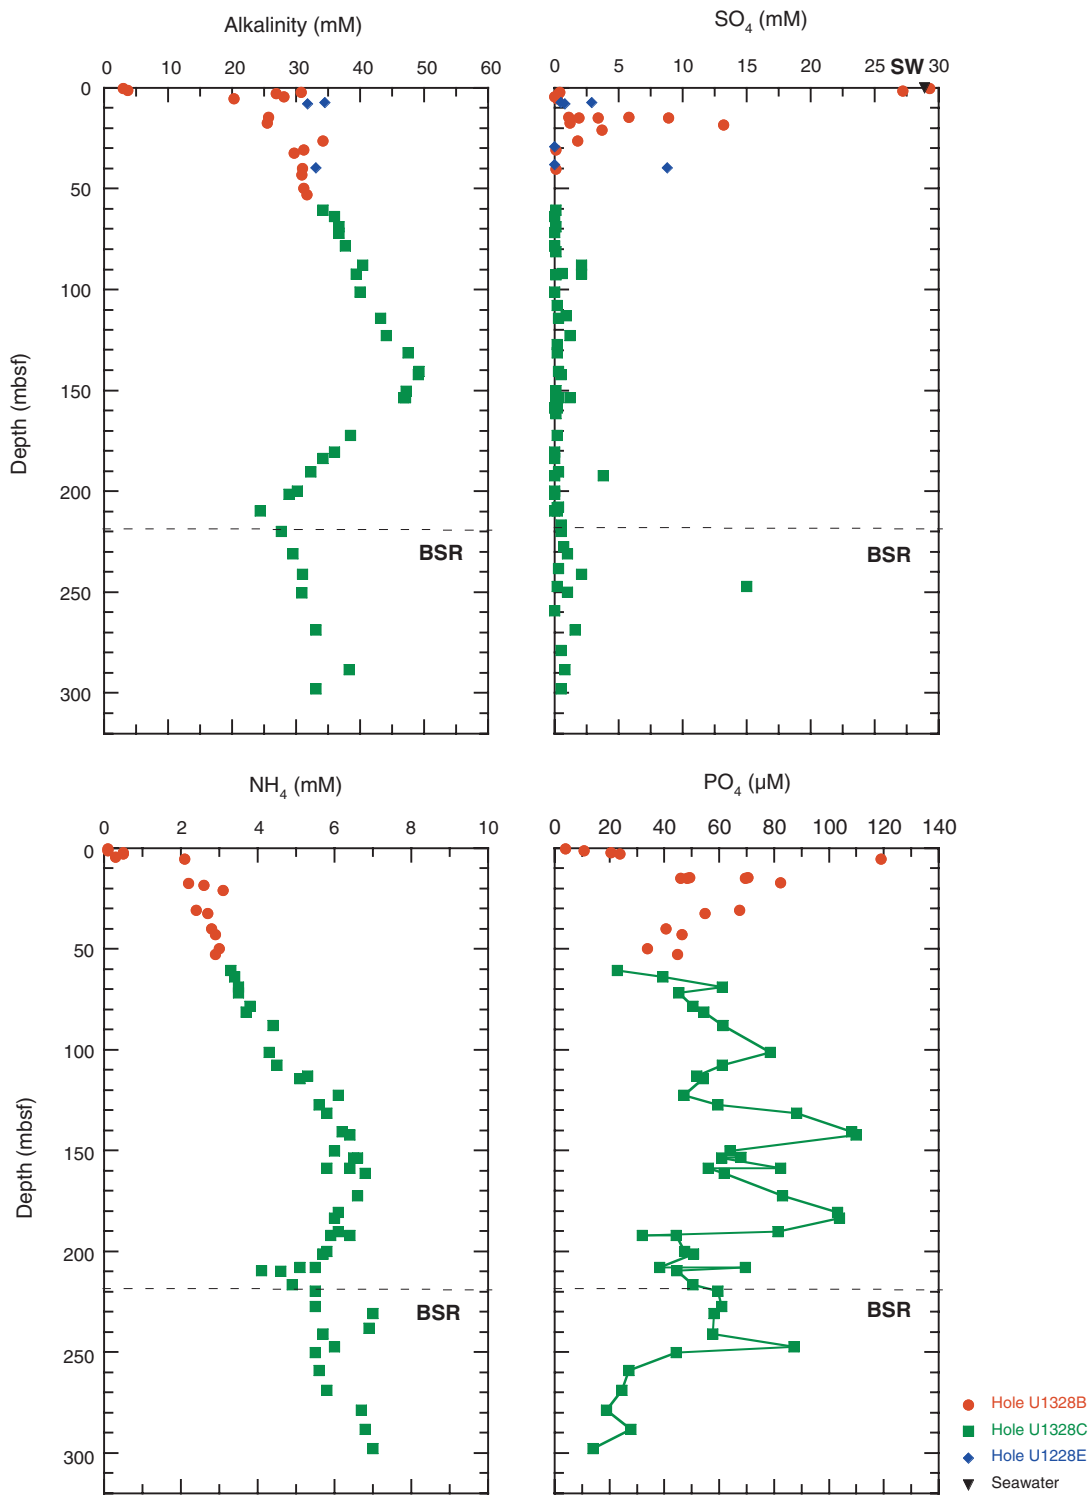 Alkalinity (mM)
0 10 20 30 40 50 60
0
50
100
150
200
250
300
Depth (mbsf)
BSR
SO4 (mM)
0 5 10 15 20 25 SW 30
BSR
NH4 (mM)
0 2 4 6 8 10
0
50
100
150
200
250
300
Depth (mbsf)
BSR
PO4 (µM)
0 20 40 60 80 100 120 140
BSR
Hole U1328B
Hole U1328C
Hole U1228E
Seawater